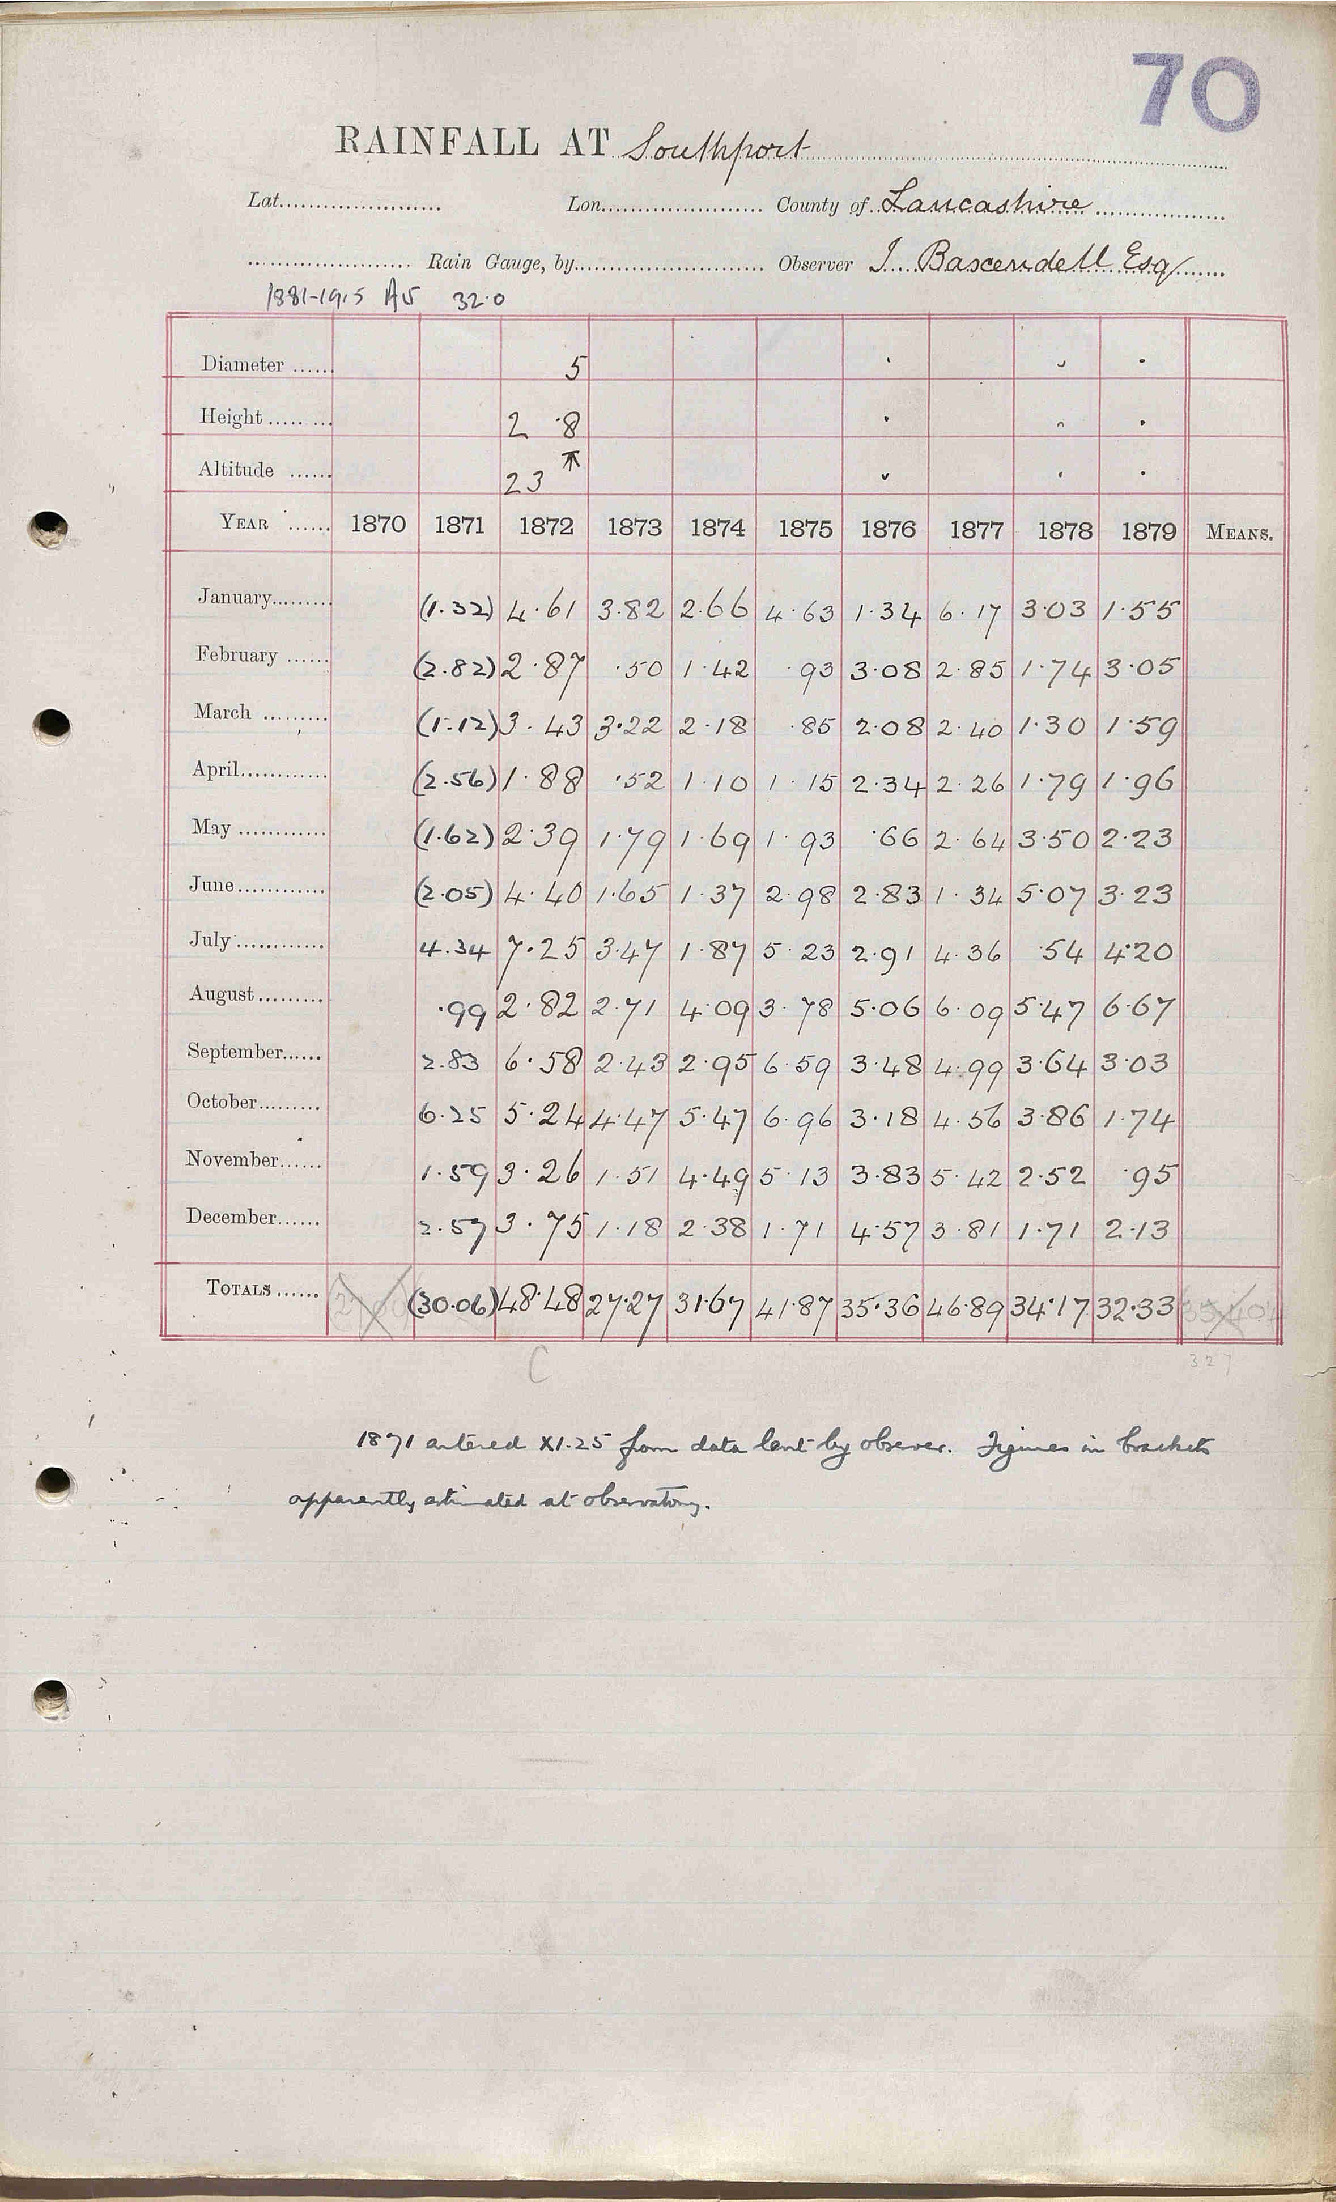 70
RAINFALL AT Southport
Lat. Lon. County of Lancashire
Rain Gauge, by Observer J. Baxendell Esq
1881-1915 Av 32.0
Diameter 5
Height 2 .8
Altitude 23
YEAR 1870 1871 1872 1873 1874 1875 1876 1877 1878 1879 MEANS.
January (1.32) 4.61 3.82 2.66 4.63 1.34 6.17 3.03 1.55
February (2.82) 2.87 .50 1.42 .93 3.08 2.85 1.74 3.05
March (1.12) 3.43 3.22 2.18 .85 2.08 2.40 1.30 1.59
April (2.56) 1.88 .52 1.10 1.15 2.34 2.26 1.79 1.96
May (1.62) 2.39 1.79 1.69 1.93 .66 2.64 3.50 2.23
June (2.05) 4.40 1.65 1.37 2.98 2.83 1.34 5.07 3.23
July 4.34 7.25 3.47 1.87 5.23 2.91 4.36 .54 4.20
August .99 2.82 2.71 4.09 3.78 5.06 6.09 5.47 6.67
September 2.83 6.58 2.43 2.95 6.59 3.48 4.99 3.64 3.03
October 6.25 5.24 4.47 5.47 6.96 3.18 4.56 3.86 1.74
November 1.59 3.26 1.51 4.49 5.13 3.83 5.42 2.52 .95
December 2.57 3.75 1.18 2.38 1.71 4.57 3.81 1.71 2.13
TOTALS (30.06) 48.48 27.27 31.67 41.87 35.36 46.89 34.17 32.33
C 327
1871 entered X1.25 from data lent by observer. Figures in brackets
apparently estimated at observatory.